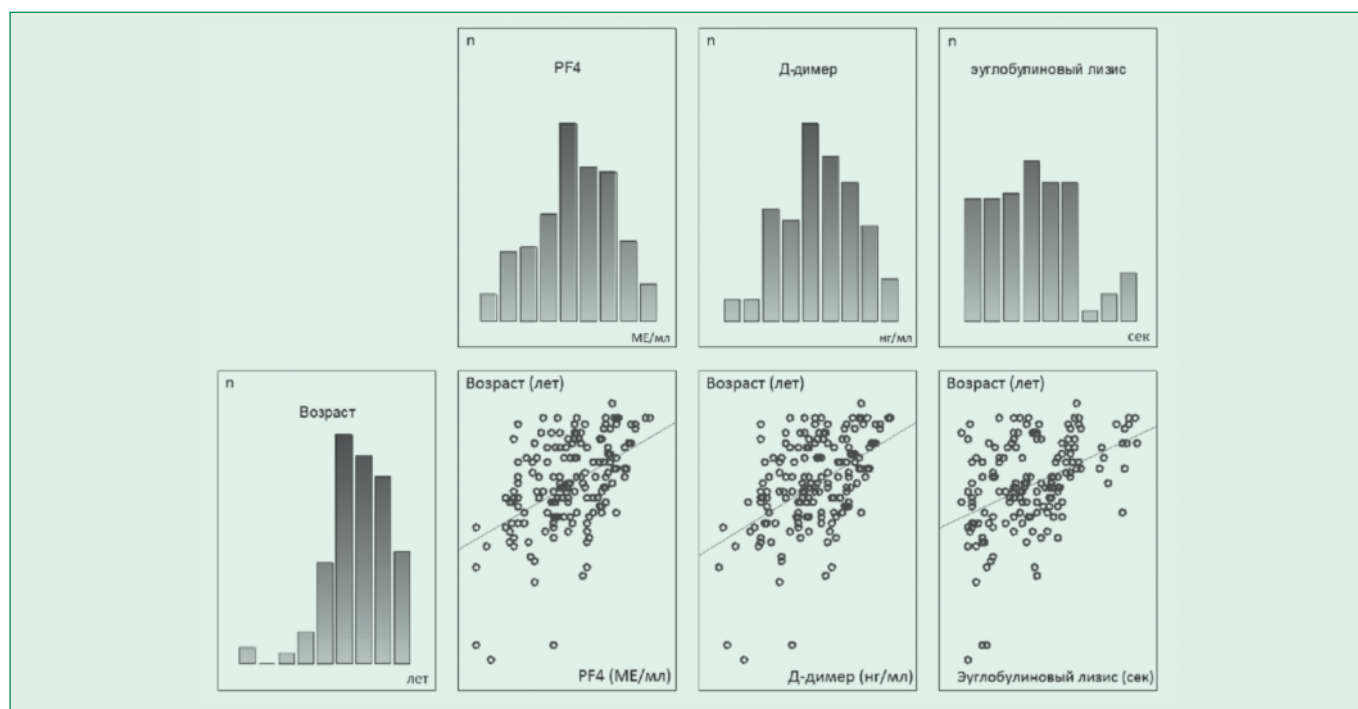 n
PF4
МЕ/мл
n
Д-димер
нг/мл
n
эуглобулиновый лизис
сек
n
Возраст
лет
Возраст (лет)
PF4 (МЕ/мл)
Возраст (лет)
Д-димер (нг/мл)
Возраст (лет)
Эуглобулиновый лизис (сек)